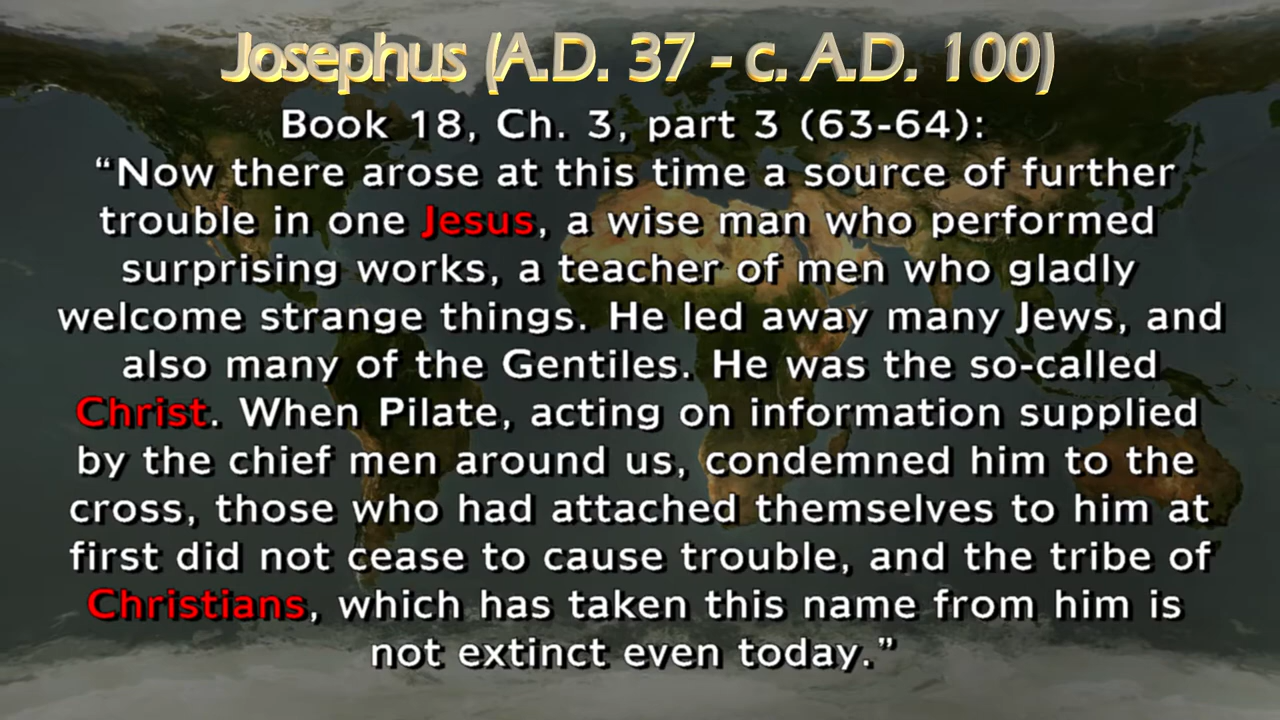 Josephus (A.D. 37 - c. A.D. 100)
Book 18, Ch. 3, part 3 (63-64):
“Now there arose at this time a source of further
trouble in one Jesus, a wise man who performed
surprising works, a teacher of men who gladly
welcome strange things. He led away many Jews, and
also many of the Gentiles. He was the so-called
Christ. When Pilate, acting on information supplied
by the chief men around us, condemned him to the
cross, those who had attached themselves to him at
first did not cease to cause trouble, and the tribe of
Christians, which has taken this name from him is
not extinct even today.”